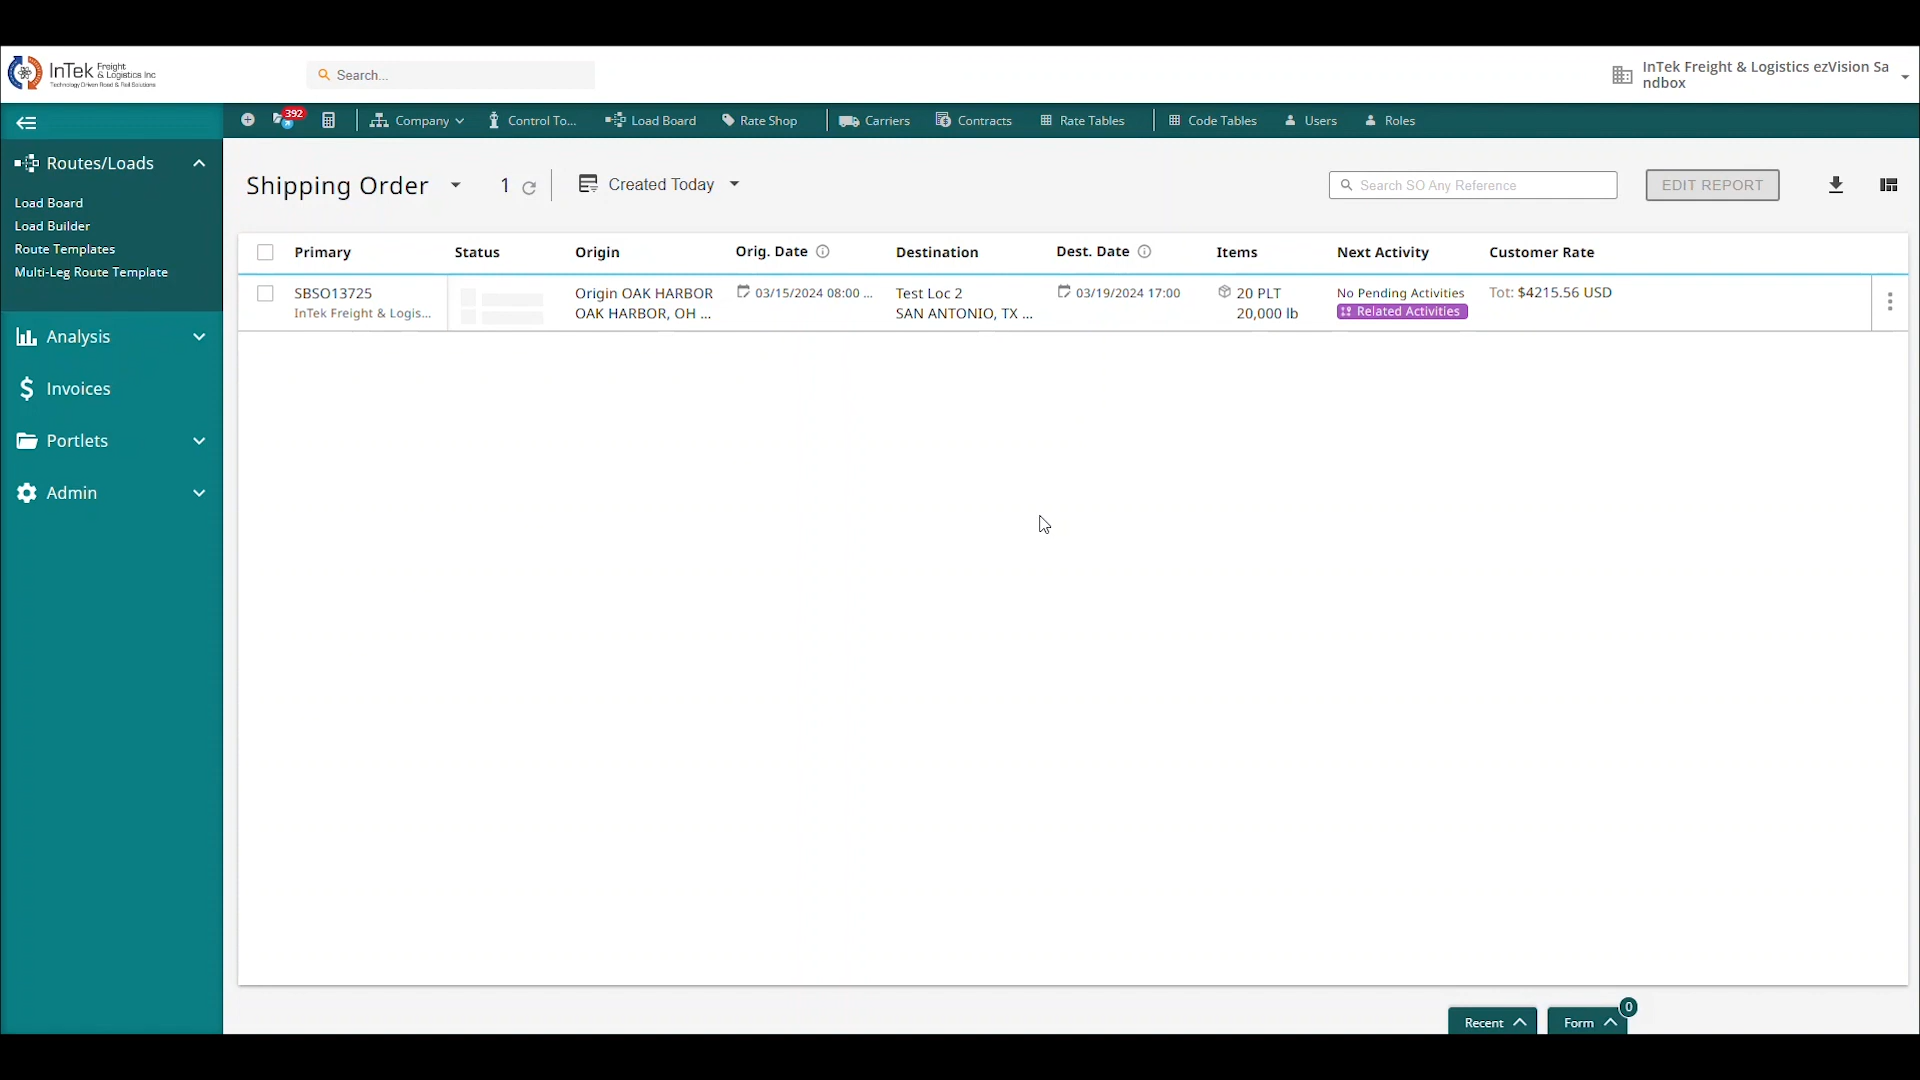 InTek Freight & Logistics Inc
Technology Driven Road & Rail Solutions
Search...
InTek Freight & Logistics ezVision Sa
ndbox
392
Company
Control To...
Load Board
Rate Shop
Carriers
Contracts
Rate Tables
Code Tables
Users
Roles
Routes/Loads
Load Board
Load Builder
Route Templates
Multi-Leg Route Template
Analysis
Invoices
Portlets
Admin
Shipping Order
1
Created Today
Search SO Any Reference
EDIT REPORT
Primary Status Origin Orig. Date Destination Dest. Date Items Next Activity Customer Rate
SBSO13725 Origin OAK HARBOR 03/15/2024 08:00 ... Test Loc 2 03/19/2024 17:00 20 PLT No Pending Activities Tot: $4215.56 USD
InTek Freight & Logis... OAK HARBOR, OH ... SAN ANTONIO, TX ... 20,000 lb Related Activities
0
Recent
Form